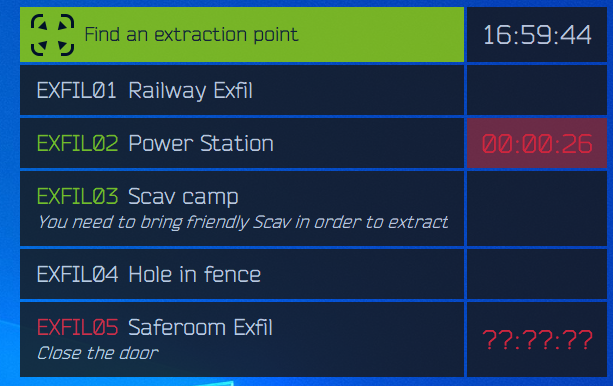 Find an extraction point 16:59:44
EXFIL01 Railway Exfil
EXFIL02 Power Station 00:00:26
EXFIL03 Scav camp
You need to bring friendly Scav in order to extract
EXFIL04 Hole in fence
EXFIL05 Saferoom Exfil ??:??:??
Close the door